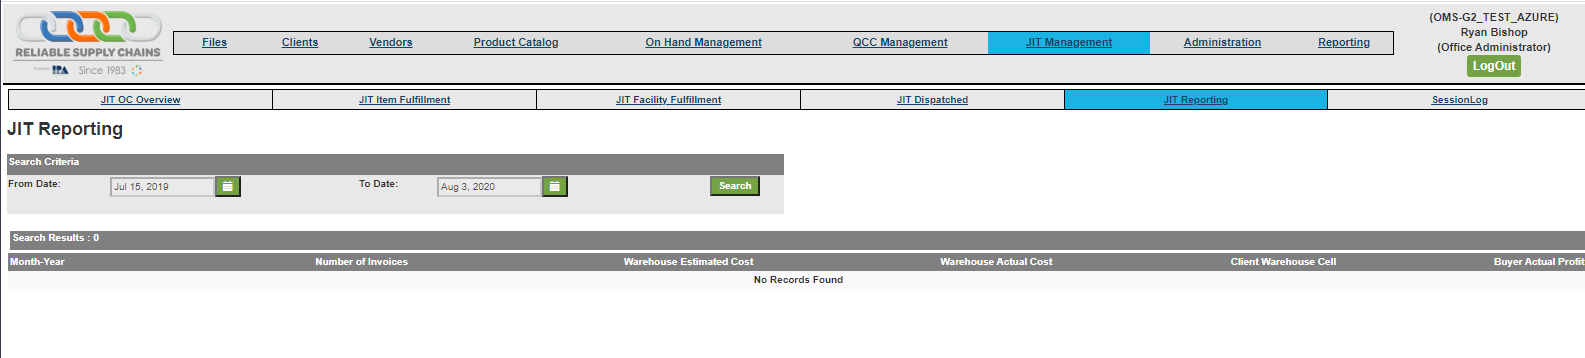 RELIABLE SUPPLY CHAINS
IPA Since 1983
Files Clients Vendors Product Catalog On Hand Management QCC Management JIT Management Administration Reporting
(OMS-G2_TEST_AZURE)
Ryan Bishop
(Office Administrator)
LogOut
JIT OC Overview JIT Item Fulfillment JIT Facility Fulfillment JIT Dispatched JIT Reporting SessionLog
JIT Reporting
Search Criteria
From Date: Jul 15, 2019 To Date: Aug 3, 2020 Search
Search Results : 0
Month-Year Number of Invoices Warehouse Estimated Cost Warehouse Actual Cost Client Warehouse Cell Buyer Actual Profit
No Records Found